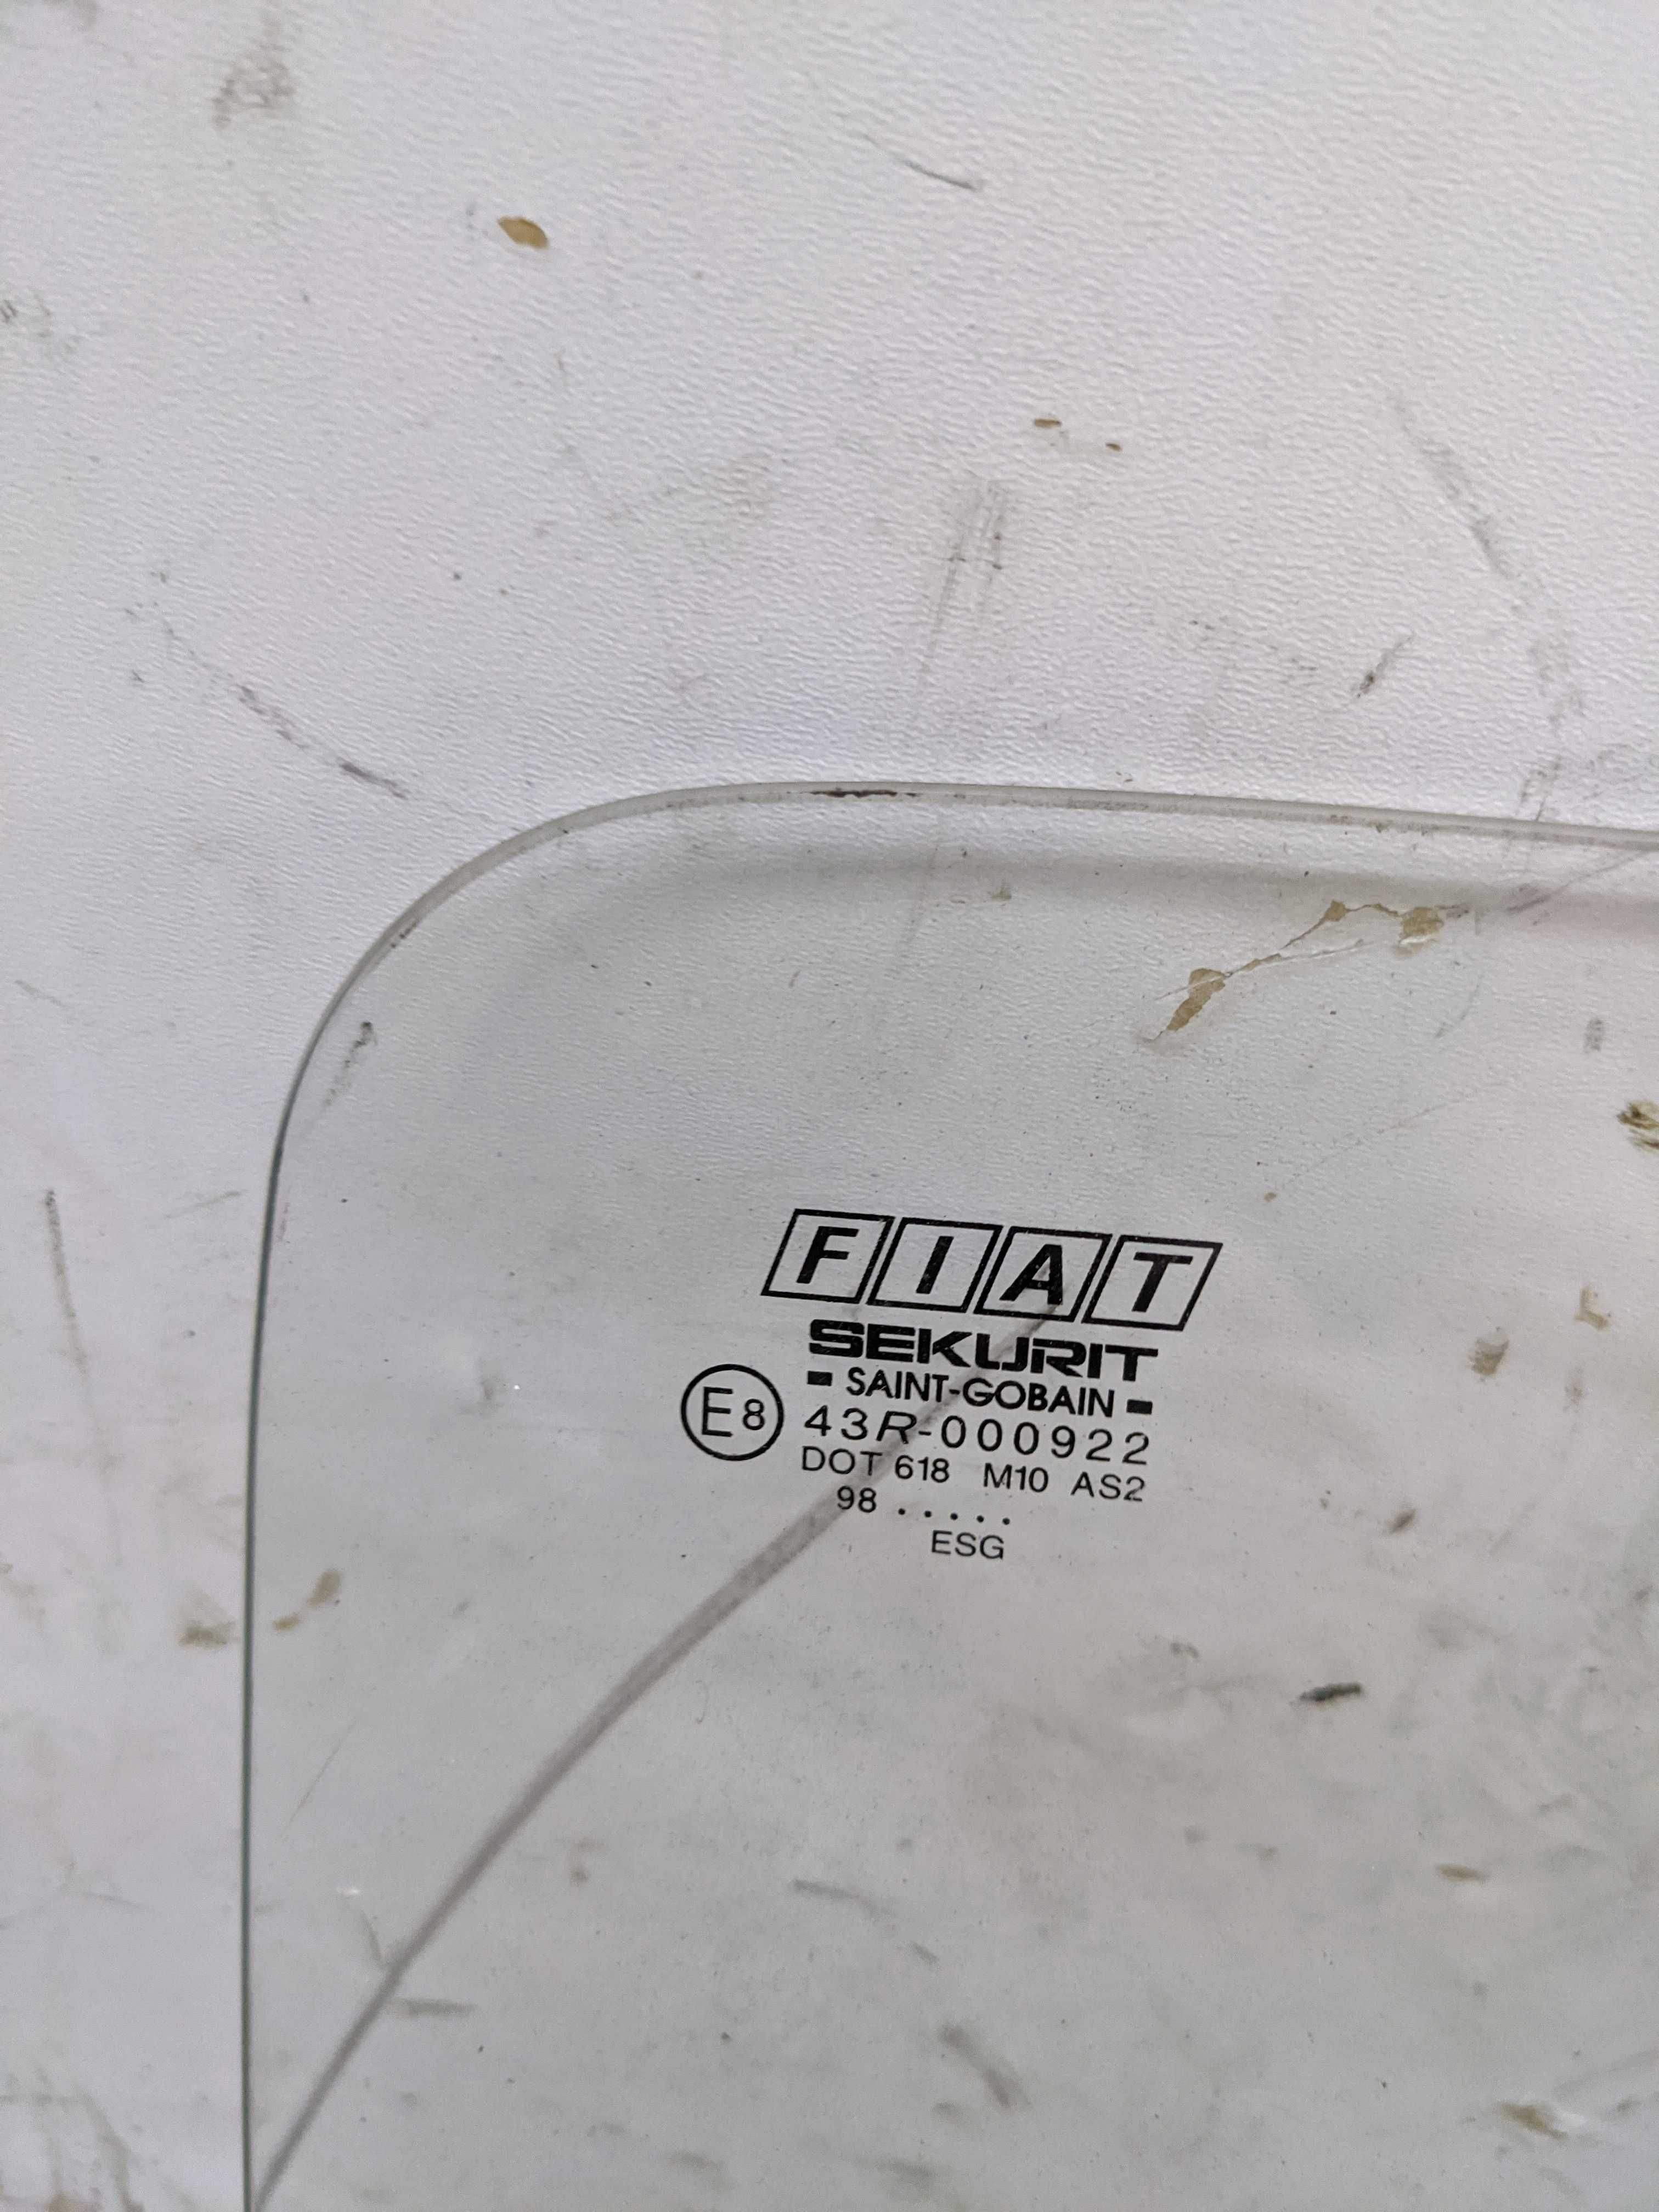 FIAT
SEKURIT
- SAINT-GOBAIN -
E8 43R-000922
DOT 618 M10 AS2
98 .....
ESG